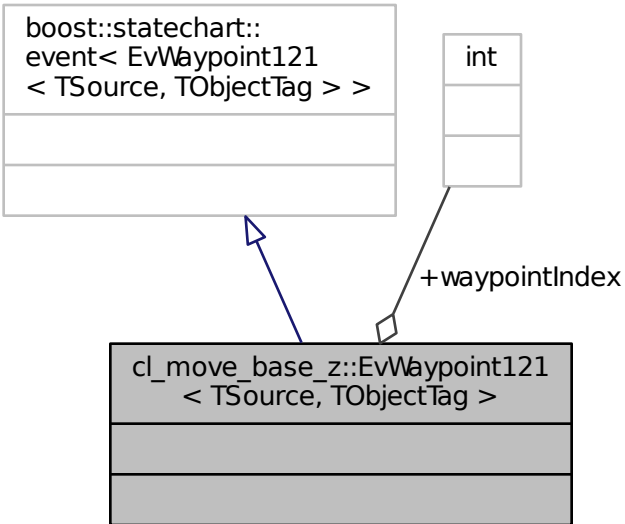 boost::statechart::
event< EvWaypoint121
< TSource, TObjectTag > >
int
+waypointIndex
cl_move_base_z::EvWaypoint121
< TSource, TObjectTag >